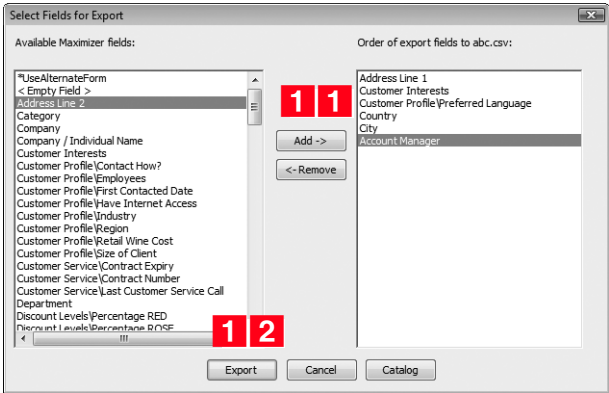 Select Fields for Export
Available Maximizer fields:
Order of export fields to abc.csv:
*UseAlternateForm
< Empty Field >
Address Line 2
Category
Company
Company / Individual Name
Customer Interests
Customer Profile\Contact How?
Customer Profile\Employees
Customer Profile\First Contacted Date
Customer Profile\Have Internet Access
Customer Profile\Industry
Customer Profile\Region
Customer Profile\Retail Wine Cost
Customer Profile\Size of Client
Customer Service\Contract Expiry
Customer Service\Contract Number
Customer Service\Last Customer Service Call
Department
Discount Levels\Percentage RED
Discount Levels\Percentage ROSE
1 1
Add ->
<- Remove
Address Line 1
Customer Interests
Customer Profile\Preferred Language
Country
City
Account Manager
1 2
Export
Cancel
Catalog